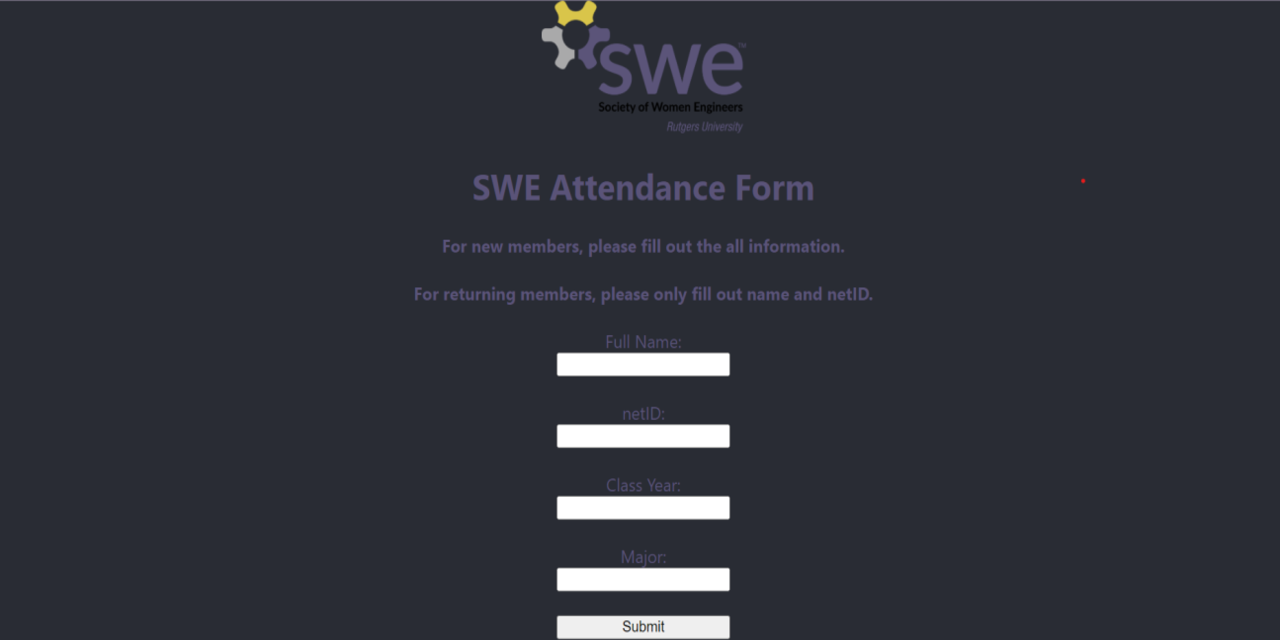 swe™
Society of Women Engineers
Rutgers University
SWE Attendance Form
For new members, please fill out the all information.
For returning members, please only fill out name and netID.
Full Name:
netID:
Class Year:
Major:
Submit